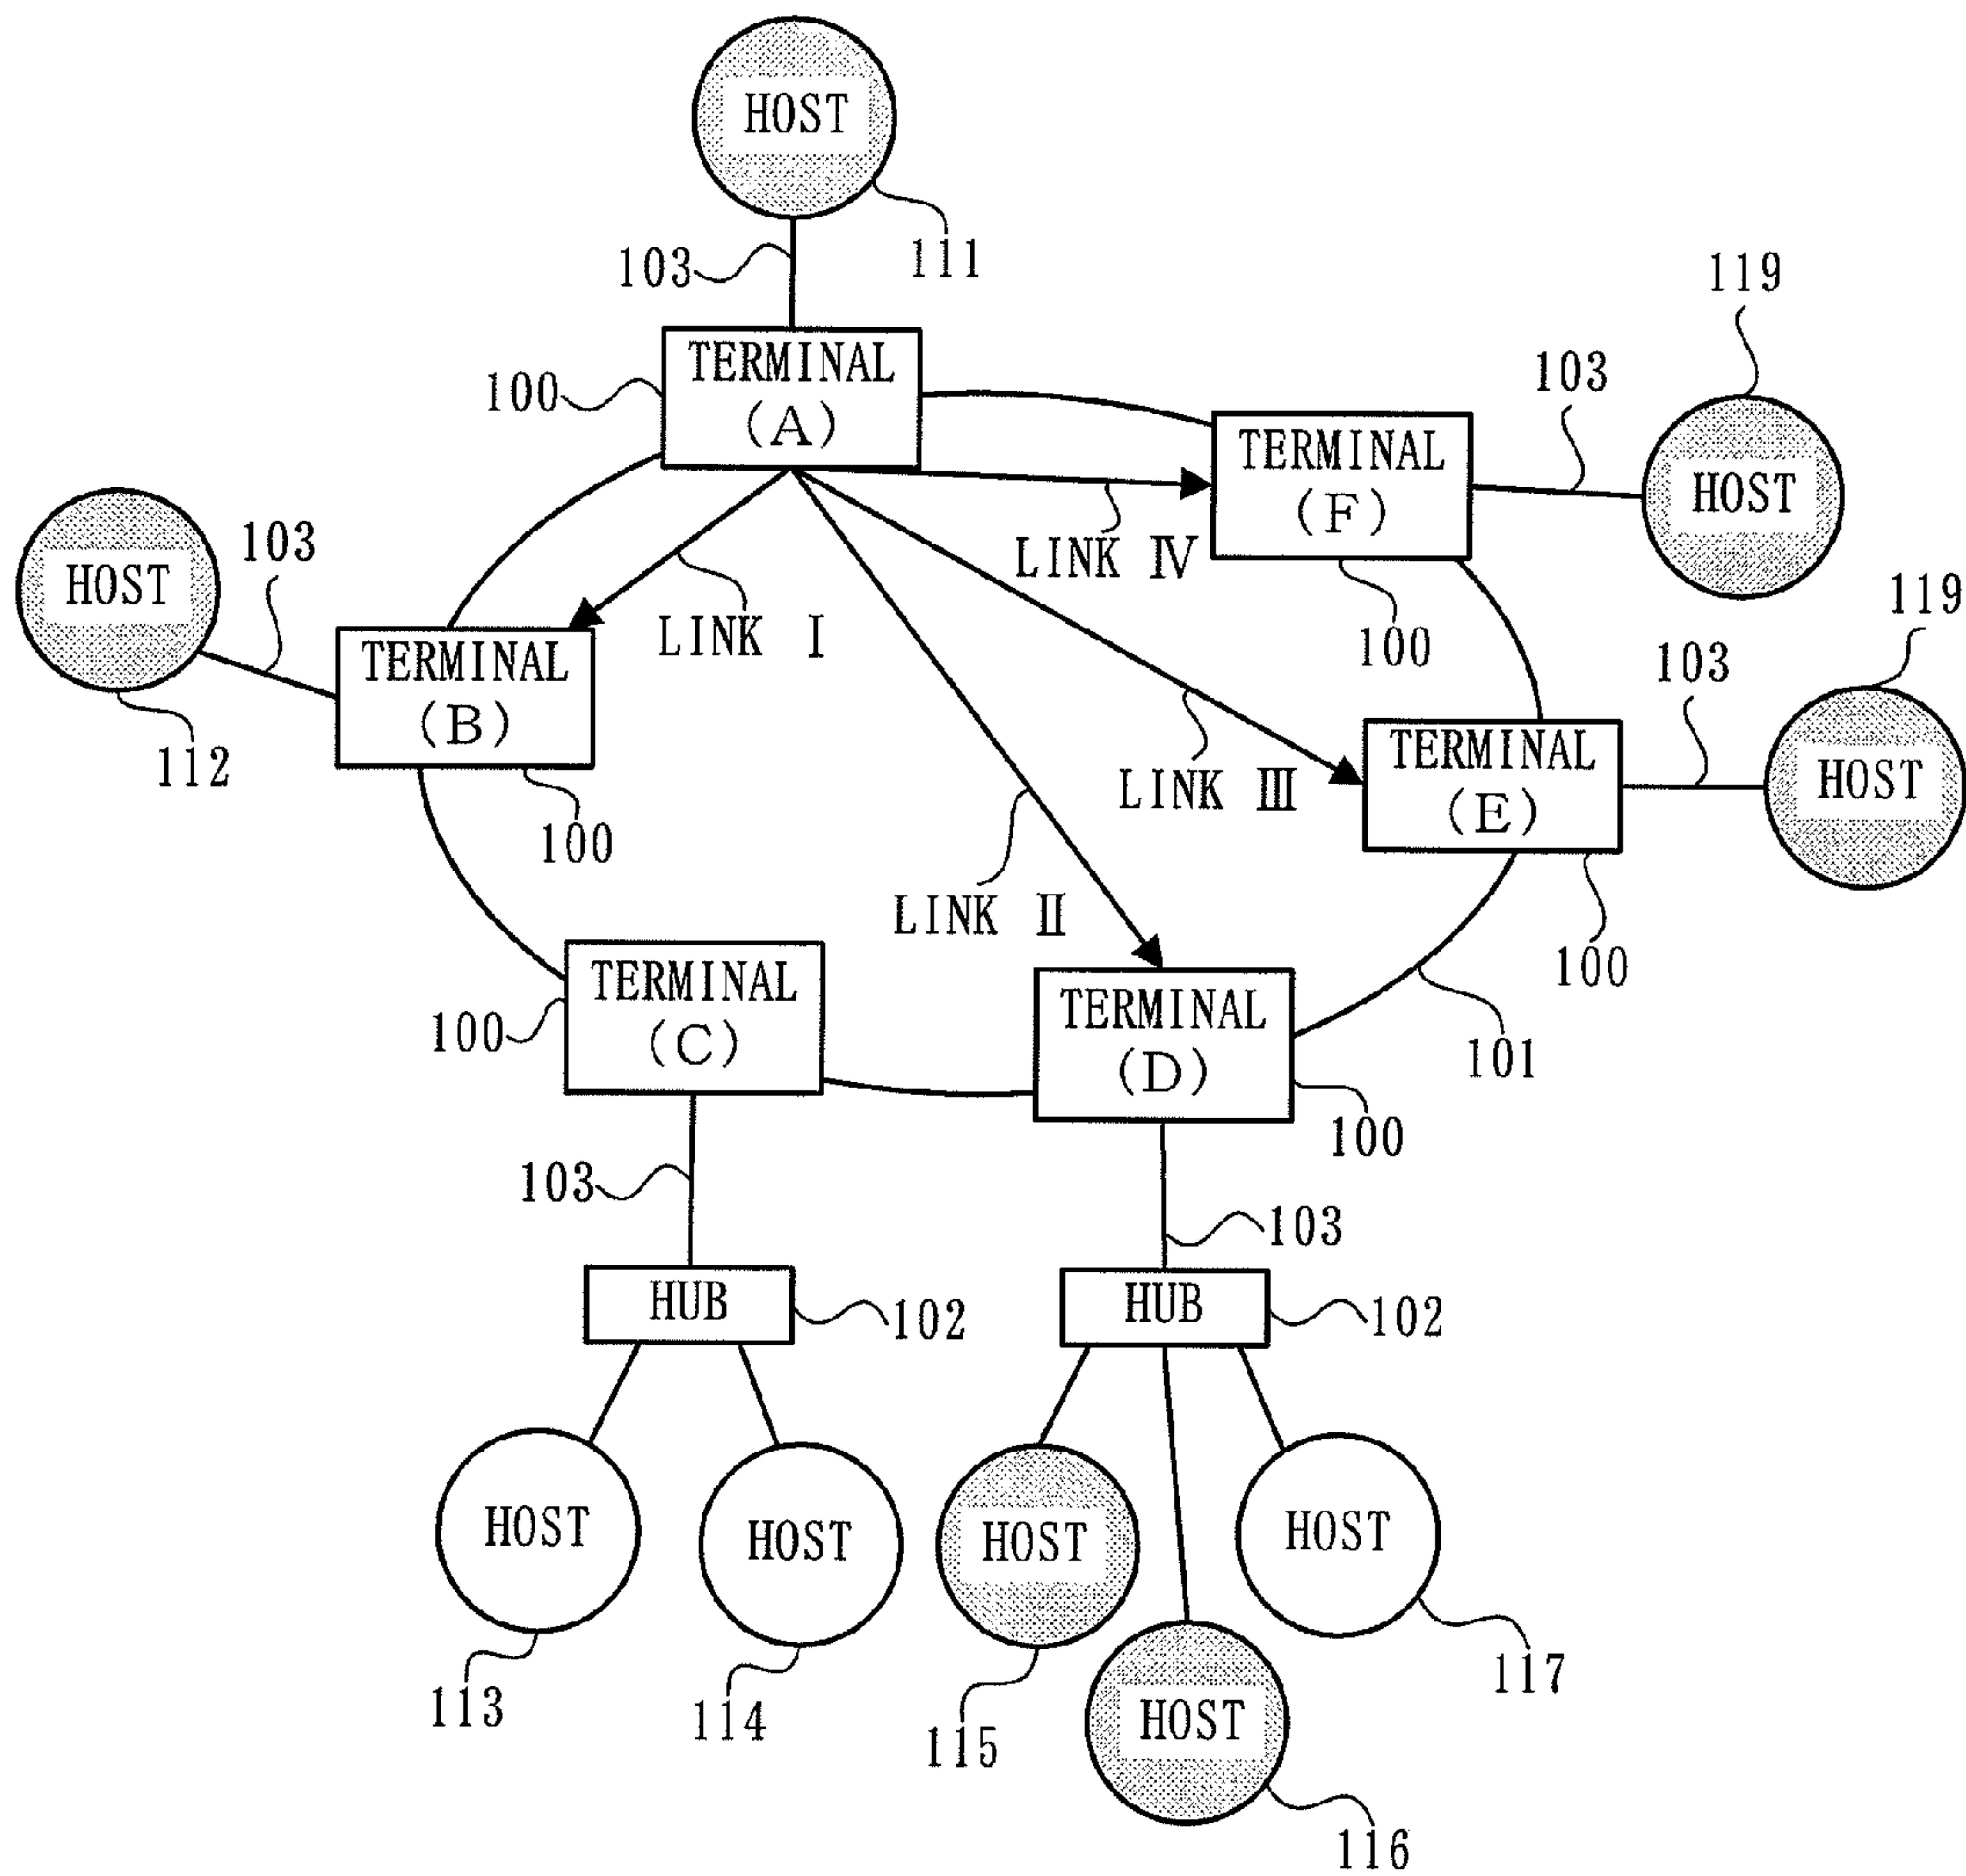 HOST
111
103
119
TERMINAL
(A)
100
103
HOST
TERMINAL
(F)
HOST
103
LINK Ⅳ
119
LINK Ⅰ
100
103
TERMINAL
(B)
112
LINK Ⅲ
TERMINAL
(E)
HOST
100
LINK Ⅱ
100
TERMINAL
(C)
100
TERMINAL
(D)
101
100
103
103
HUB
102
HUB
102
HOST
HOST
HOST
HOST
113
114
115
HOST
117
116